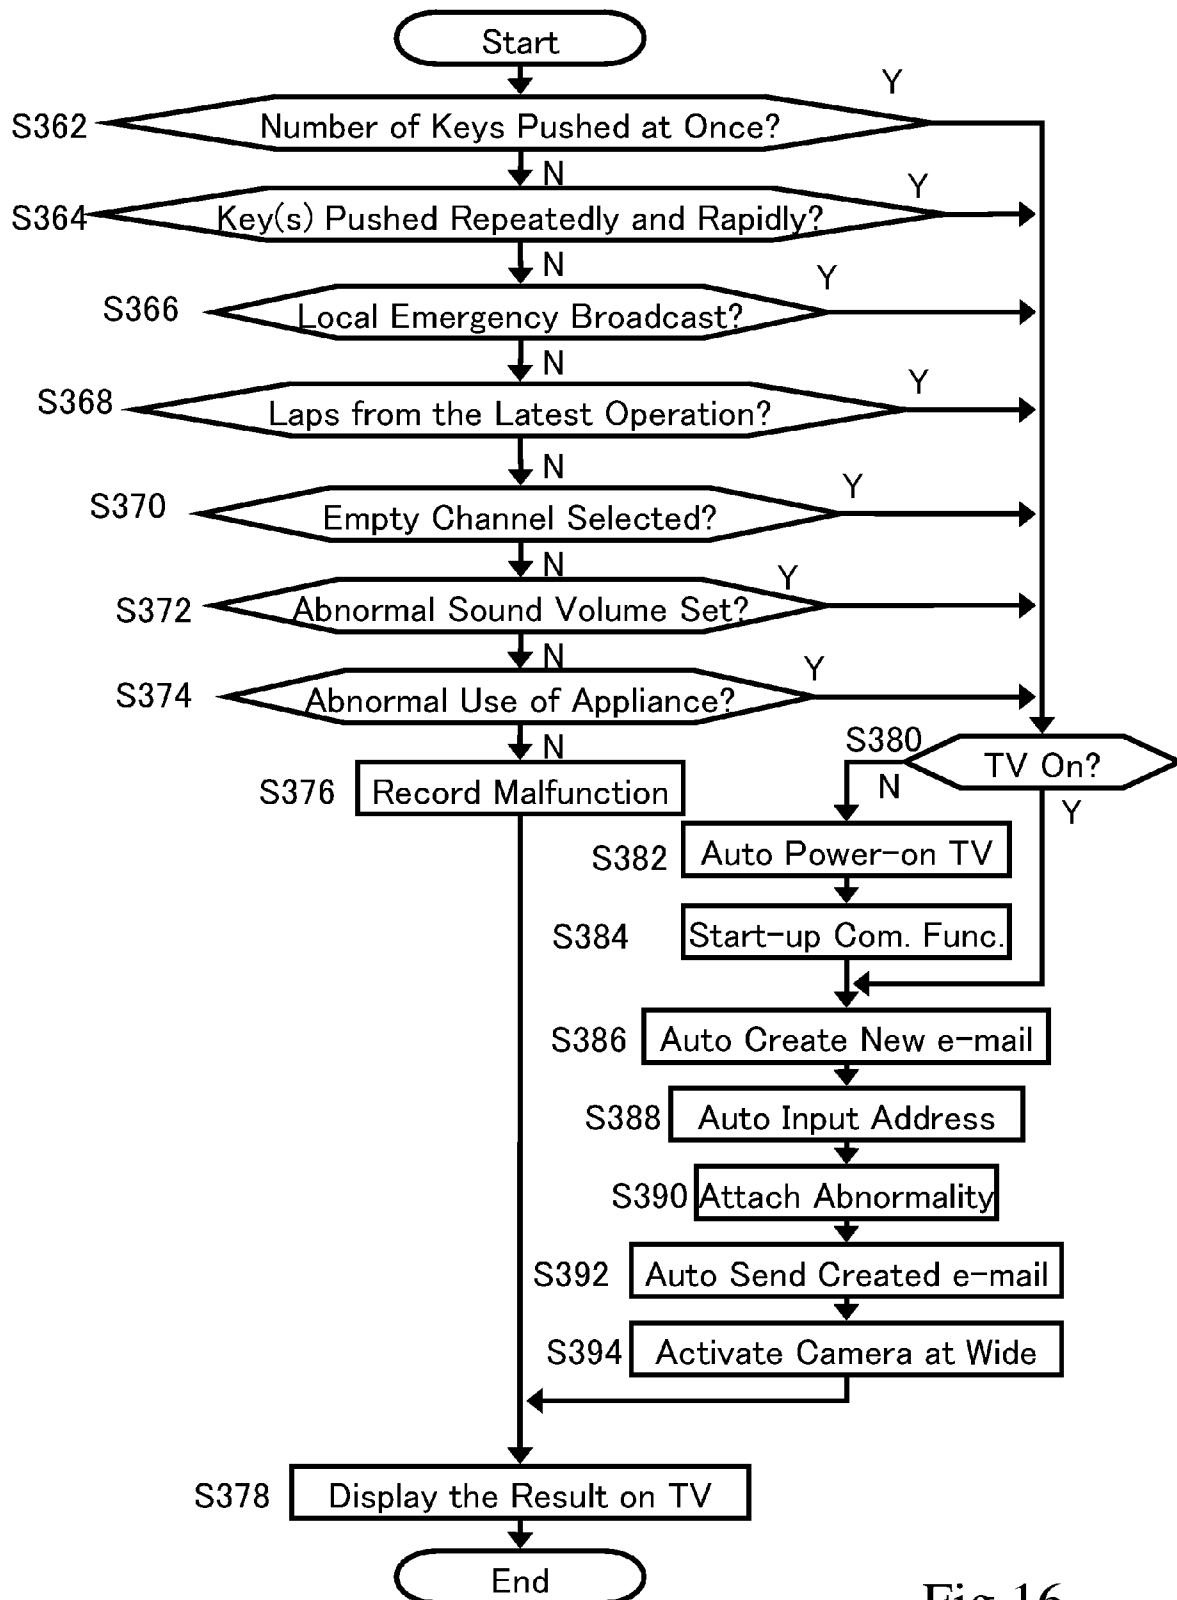 Start
Y
S362
Number of Keys Pushed at Once?
N
Y
S364
Key(s) Pushed Repeatedly and Rapidly?
N
Y
S366
Local Emergency Broadcast?
N
Y
S368
Laps from the Latest Operation?
N
Y
S370
Empty Channel Selected?
N
Y
S372
Abnormal Sound Volume Set?
N
Y
S374
Abnormal Use of Appliance?
N
S380
TV On?
N
Y
S376
Record Malfunction
S382
Auto Power-on TV
S384
Start-up Com. Func.
S386
Auto Create New e-mail
S388
Auto Input Address
S390
Attach Abnormality
S392
Auto Send Created e-mail
S394
Activate Camera at Wide
S378
Display the Result on TV
End
Fig.16